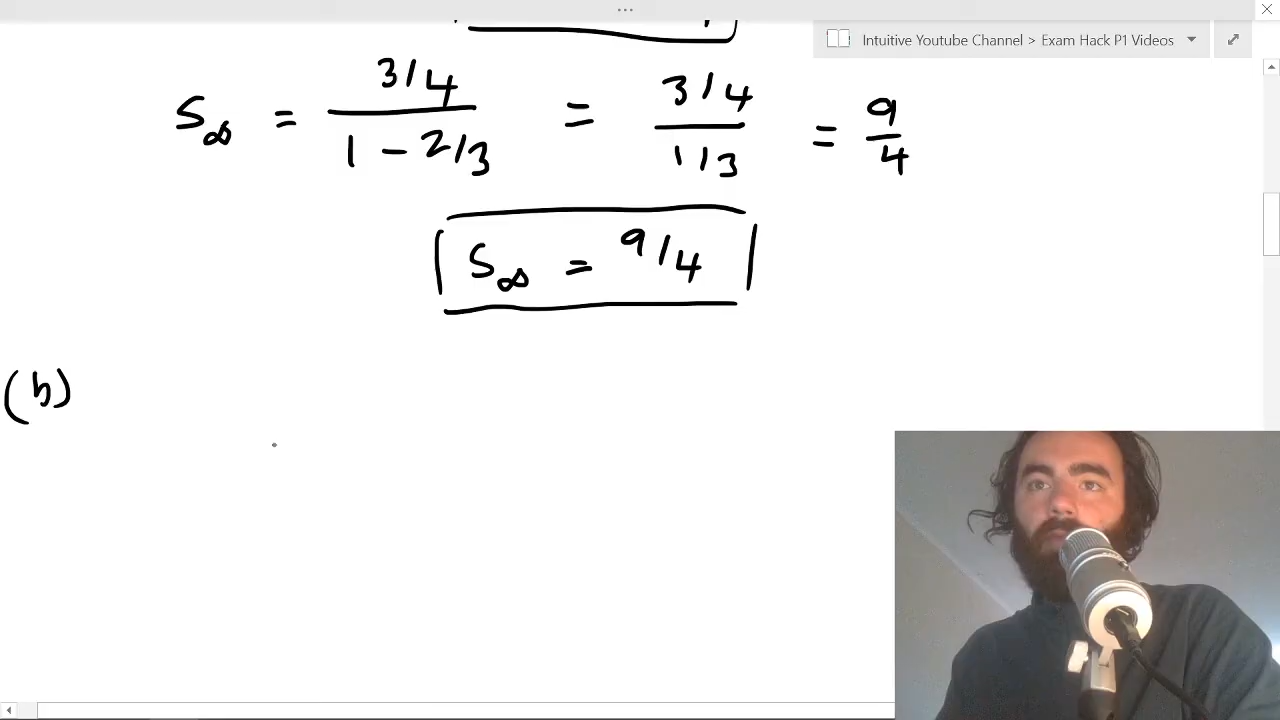 Intuitive Youtube Channel > Exam Hack P1 Videos
S∞ = (3/4)/(1 - 2/3) = (3/4)/(1/3) = 9/4
S∞ = 9/4
(b)